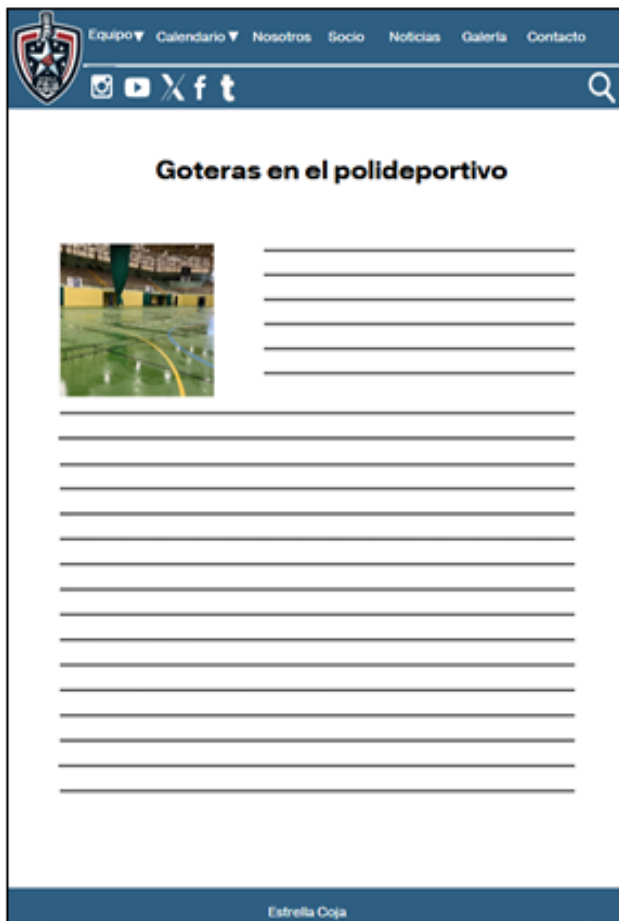 Equipo▼ Calendario▼ Nosotros Socio Noticias Galería Contacto
Goteras en el polideportivo
Estrella Coja